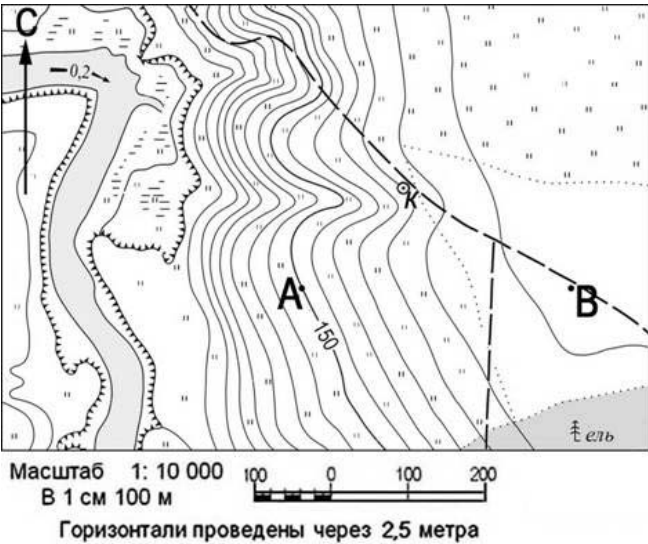 С
0,2
К
А
150
В
ель
Масштаб 1: 10 000
В 1 см 100 м
100 0 100 200
Горизонтали проведены через 2,5 метра